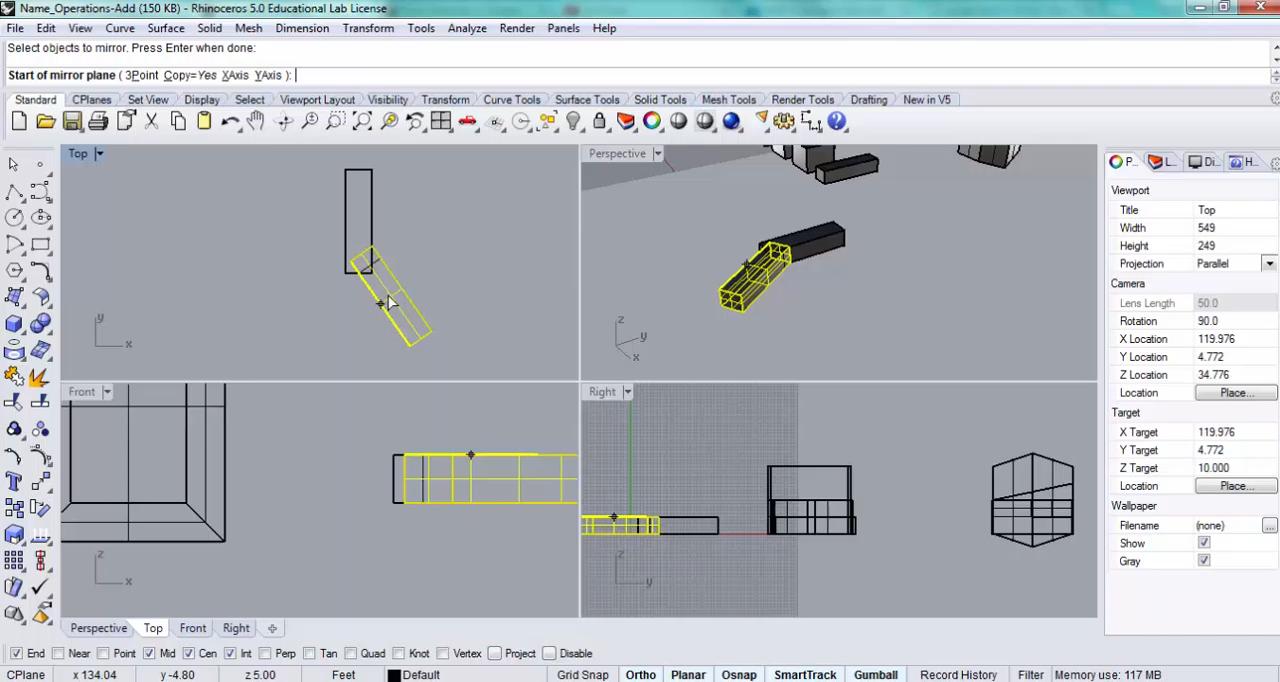 Name_Operations-Add (150 KB) - Rhinoceros 5.0 Educational Lab License
File Edit View Curve Surface Solid Mesh Dimension Transform Tools Analyze Render Panels Help
Select objects to mirror. Press Enter when done:
Start of mirror plane ( 3Point Copy=Yes XAxis YAxis ):
Standard CPlanes Set View Display Select Viewport Layout Visibility Transform Curve Tools Surface Tools Solid Tools Mesh Tools Render Tools Drafting New in V5
Top
Perspective
P... L... Di... H...
Viewport
Title Top
Width 549
Height 249
Projection Parallel
Camera
Lens Length 50.0
Rotation 90.0
X Location 119.976
Y Location 4.772
Z Location 34.776
Location Place...
Target
X Target 119.976
Y Target 4.772
Z Target 10.000
Location Place...
Wallpaper
Filename (none) ...
Show
Gray
y
x
z
y
x
Front
Right
z
x
z
y
Perspective Top Front Right
End Near Point Mid Cen Int Perp Tan Quad Knot Vertex Project Disable
CPlane x 134.04 y -4.80 z 5.00 Feet Default Grid Snap Ortho Planar Osnap SmartTrack Gumball Record History Filter Memory use: 117 MB